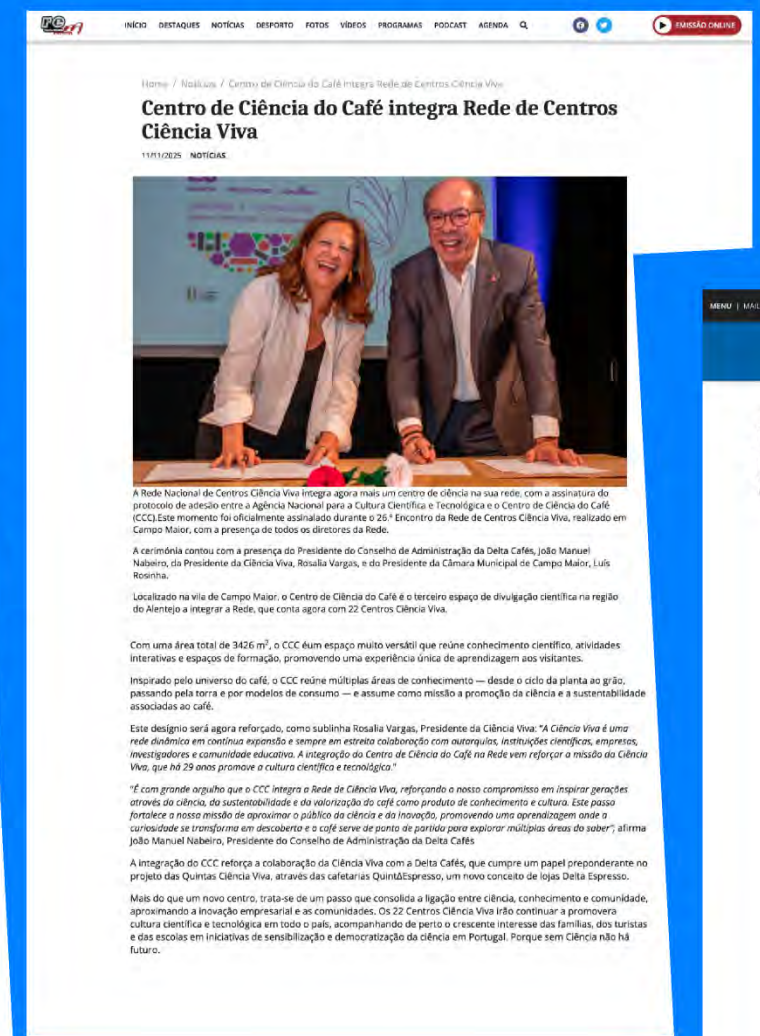 INÍCIO DESTAQUES NOTÍCIAS DESPORTO FOTOS VÍDEOS PROGRAMAS PODCAST AGENDA
EMISSÃO ONLINE
Home / Notícias / Centro de Ciência do Café integra Rede de Centros Ciência Viva
Centro de Ciência do Café integra Rede de Centros
Ciência Viva
11/11/2025 NOTÍCIAS
A Rede Nacional de Centros Ciência Viva integra agora mais um centro de ciência na sua rede, com a assinatura do
protocolo de adesão entre a Agência Nacional para a Cultura Científica e Tecnológica e o Centro de Ciência do Café
(CCC).Este momento foi oficialmente assinalado durante o 26.º Encontro da Rede de Centros Ciência Viva, realizado em
Campo Maior, com a presença de todos os diretores da Rede.
A cerimónia contou com a presença do Presidente do Conselho de Administração da Delta Cafés, João Manuel
Nabeiro, da Presidente da Ciência Viva, Rosalia Vargas, e do Presidente da Câmara Municipal de Campo Maior, Luís
Rosinha.
Localizado na vila de Campo Maior, o Centro de Ciência do Café é o terceiro espaço de divulgação científica na região
do Alentejo a integrar a Rede, que conta agora com 22 Centros Ciência Viva.
Com uma área total de 3426 m², o CCC éum espaço muito versátil que reúne conhecimento científico, atividades
interativas e espaços de formação, promovendo uma experiência única de aprendizagem aos visitantes.
Inspirado pelo universo do café, o CCC reúne múltiplas áreas de conhecimento — desde o ciclo da planta ao grão,
passando pela torra e por modelos de consumo — e assume como missão a promoção da ciência e a sustentabilidade
associadas ao café.
Este desígnio será agora reforçado, como sublinha Rosalia Vargas, Presidente da Ciência Viva: "A Ciência Viva é uma
rede dinâmica em contínua expansão e sempre em estreita colaboração com autarquias, instituições científicas, empresas,
investigadores e comunidade educativa. A integração do Centro de Ciência do Café na Rede vem reforçar a missão da Ciência
Viva, que há 29 anos promove a cultura científica e tecnológica."
"É com grande orgulho que o CCC integra a Rede de Ciência Viva, reforçando o nosso compromisso em inspirar gerações
através da ciência, da sustentabilidade e da valorização do café como produto de conhecimento e cultura. Este passo
fortalece a nossa missão de aproximar o público da ciência e da inovação, promovendo uma aprendizagem onde a
curiosidade se transforma em descoberta e o café serve de ponto de partida para explorar múltiplas áreas do saber", afirma
João Manuel Nabeiro, Presidente do Conselho de Administração da Delta Cafés
A integração do CCC reforça a colaboração da Ciência Viva com a Delta Cafés, que cumpre um papel preponderante no
projeto das Quintas Ciência Viva, através das cafetarias QuintΔEspresso, um novo conceito de lojas Delta Espresso.
Mais do que um novo centro, trata-se de um passo que consolida a ligação entre ciência, conhecimento e comunidade,
aproximando a inovação empresarial e as comunidades. Os 22 Centros Ciência Viva irão continuar a promovera
cultura científica e tecnológica em todo o país, acompanhando de perto o crescente interesse das famílias, dos turistas
e das escolas em iniciativas de sensibilização e democratização da ciência em Portugal. Porque sem Ciência não há
futuro.
MENU | MAIL